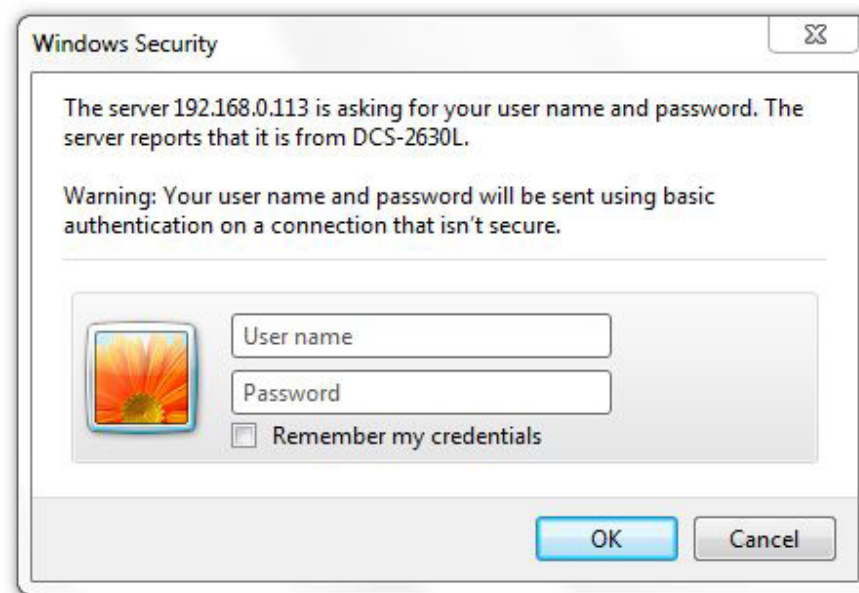 Windows Security
The server 192.168.0.113 is asking for your user name and password. The
server reports that it is from DCS-2630L.
Warning: Your user name and password will be sent using basic
authentication on a connection that isn't secure.
User name
Password
Remember my credentials
OK
Cancel